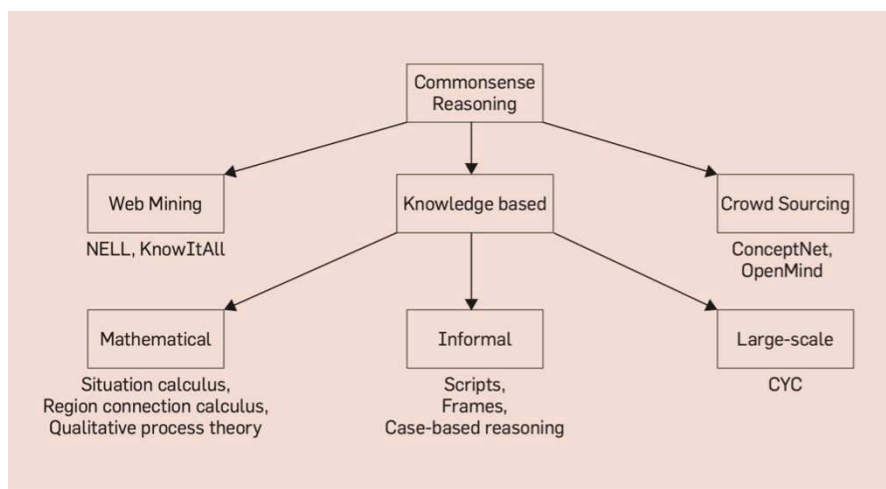 Commonsense
Reasoning
Web Mining
Knowledge based
Crowd Sourcing
NELL, KnowItAll
ConceptNet,
OpenMind
Mathematical
Informal
Large-scale
Situation calculus,
Region connection calculus,
Qualitative process theory
Scripts,
Frames,
Case-based reasoning
CYC